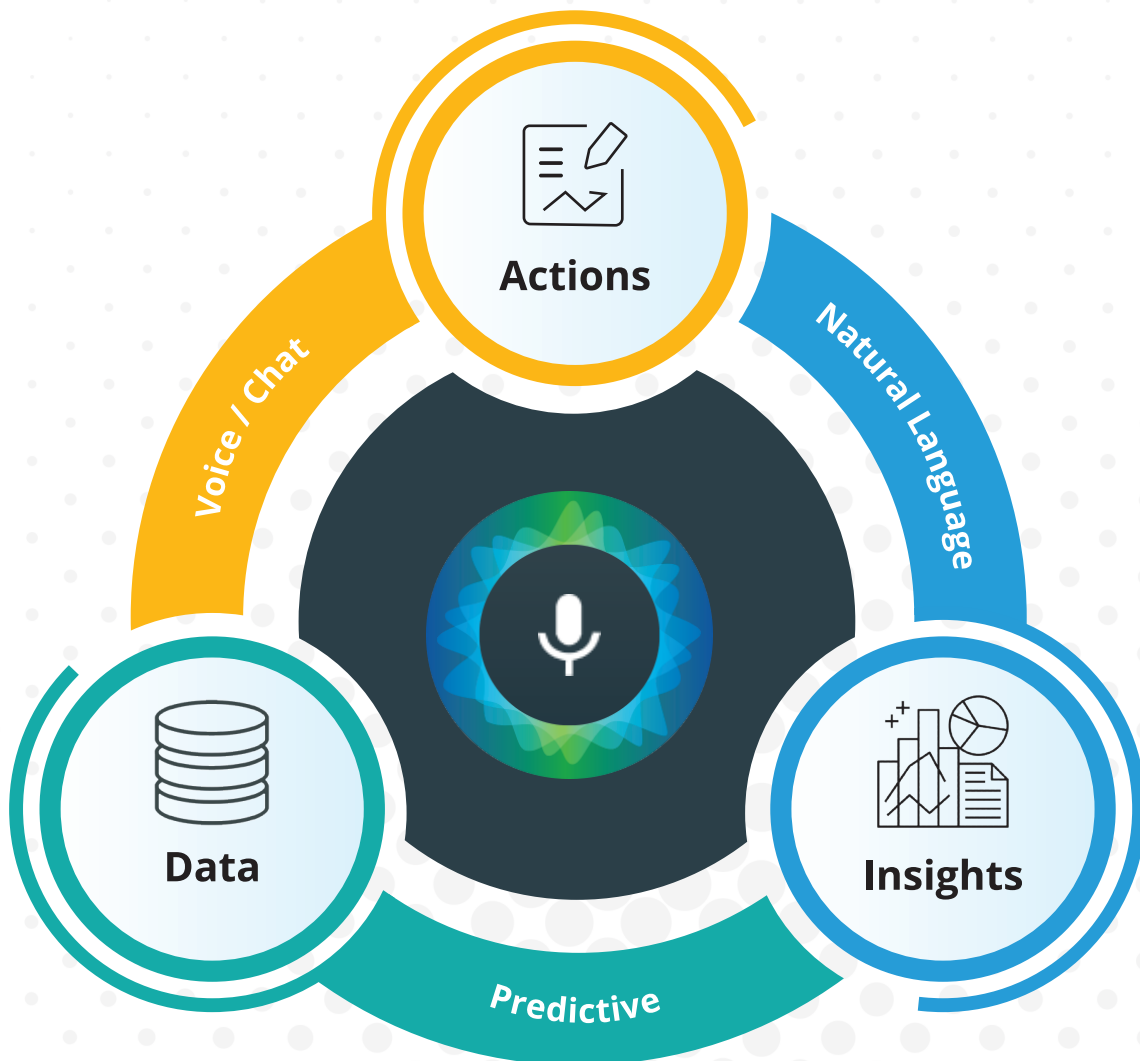 Actions
Voice / Chat
Natural Language
Data
Insights
Predictive